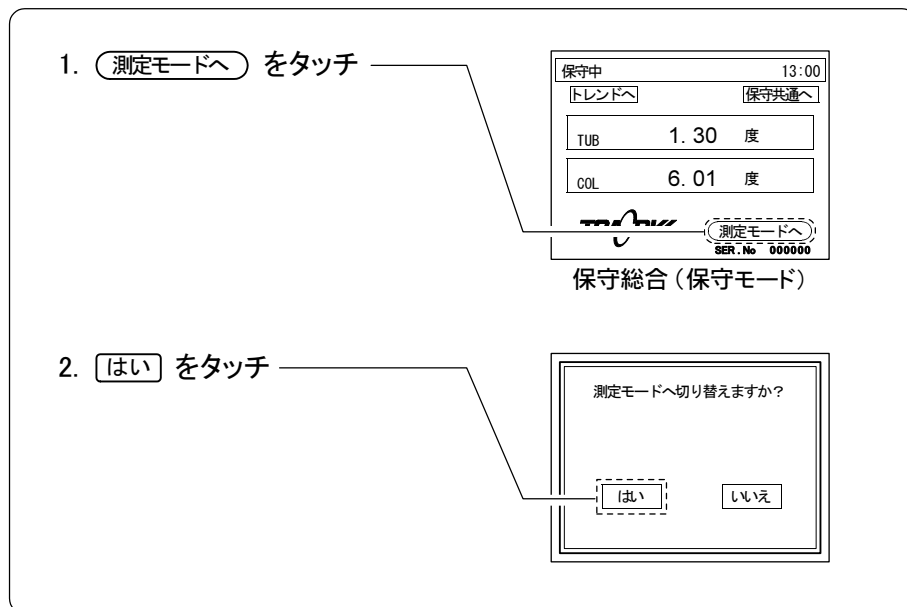 1. 測定モードへ をタッチ
保守中 13:00
トレンドへ 保守共通へ
TUB 1.30 度
COL 6.01 度
測定モードへ
SER.No 000000
保守総合（保守モード）
2. はい をタッチ
測定モードへ切り替えますか？
はい いいえ